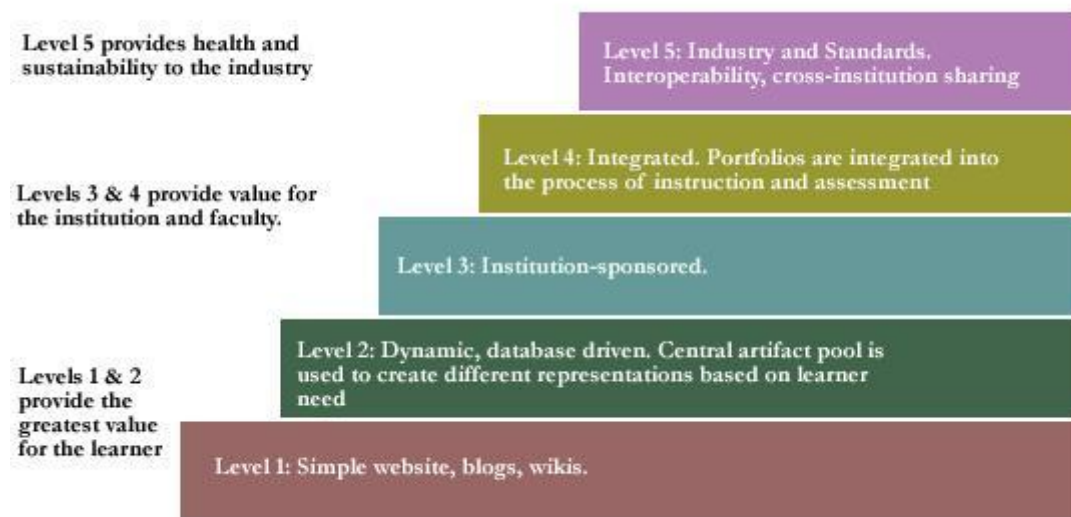 Level 5 provides health and
sustainability to the industry
Level 5: Industry and Standards.
Interoperability, cross-institution sharing
Level 4: Integrated. Portfolios are integrated into
the process of instruction and assessment
Levels 3 & 4 provide value for
the institution and faculty.
Level 3: Institution-sponsored.
Level 2: Dynamic, database driven. Central artifact pool is
used to create different representations based on learner
need
Levels 1 & 2
provide the
greatest value
for the learner
Level 1: Simple website, blogs, wikis.